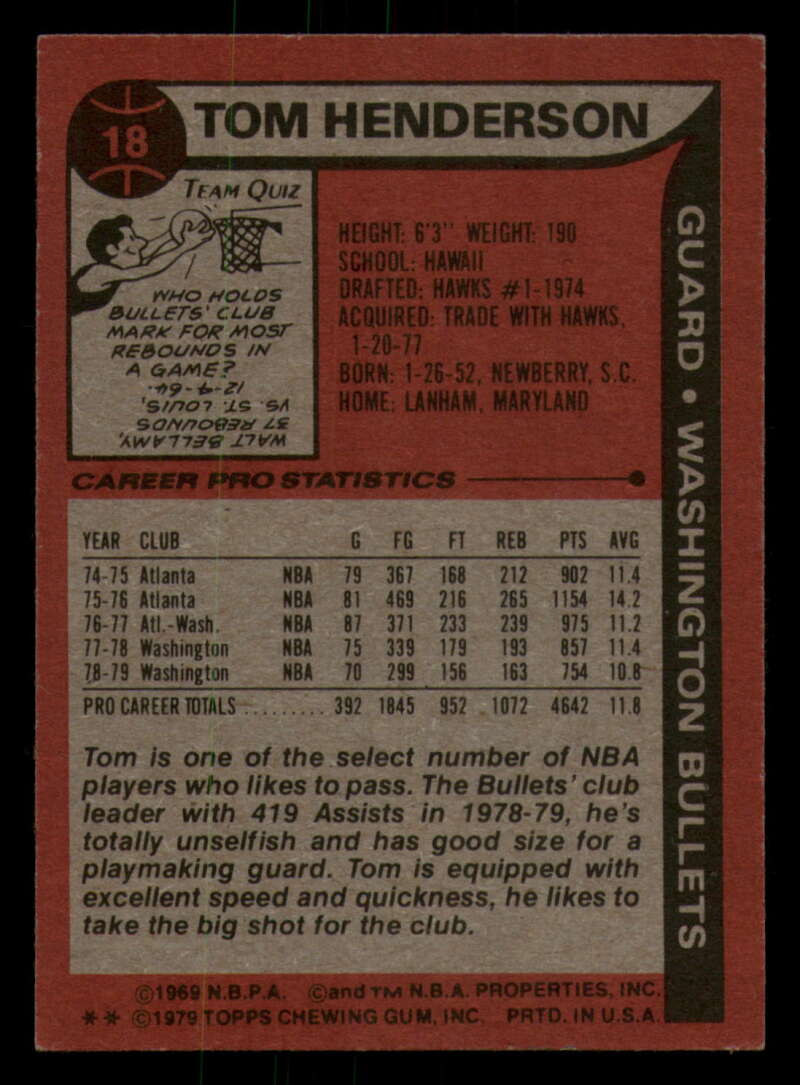 18
TOM HENDERSON
TEAM QUIZ
WHO HOLDS
BULLETS' CLUB
MARK FOR MOST
REBOUNDS IN
A GAME?
WALT BELLAMY,
37 REBOUNDS
VS. ST. LOUIS,
12-4-64.
HEIGHT: 6'3" WEIGHT: 190
SCHOOL: HAWAII
DRAFTED: HAWKS #1-1974
ACQUIRED: TRADE WITH HAWKS,
1-20-77
BORN: 1-26-52, NEWBERRY, S.C.
HOME: LANHAM, MARYLAND
GUARD • WASHINGTON BULLETS
CAREER PRO STATISTICS
YEAR CLUB G FG FT REB PTS AVG
74-75 Atlanta NBA 79 367 168 212 902 11.4
75-76 Atlanta NBA 81 469 216 265 1154 14.2
76-77 Atl.-Wash. NBA 87 371 233 239 975 11.2
77-78 Washington NBA 75 339 179 193 857 11.4
78-79 Washington NBA 70 299 156 163 754 10.8
PRO CAREER TOTALS ......... 392 1845 952 1072 4642 11.8
Tom is one of the select number of NBA
players who likes to pass. The Bullets' club
leader with 419 Assists in 1978-79, he's
totally unselfish and has good size for a
playmaking guard. Tom is equipped with
excellent speed and quickness, he likes to
take the big shot for the club.
©1969 N.B.P.A. ©and TM N.B.A. PROPERTIES, INC.
** ©1979 TOPPS CHEWING GUM, INC. PRTD. IN U.S.A.